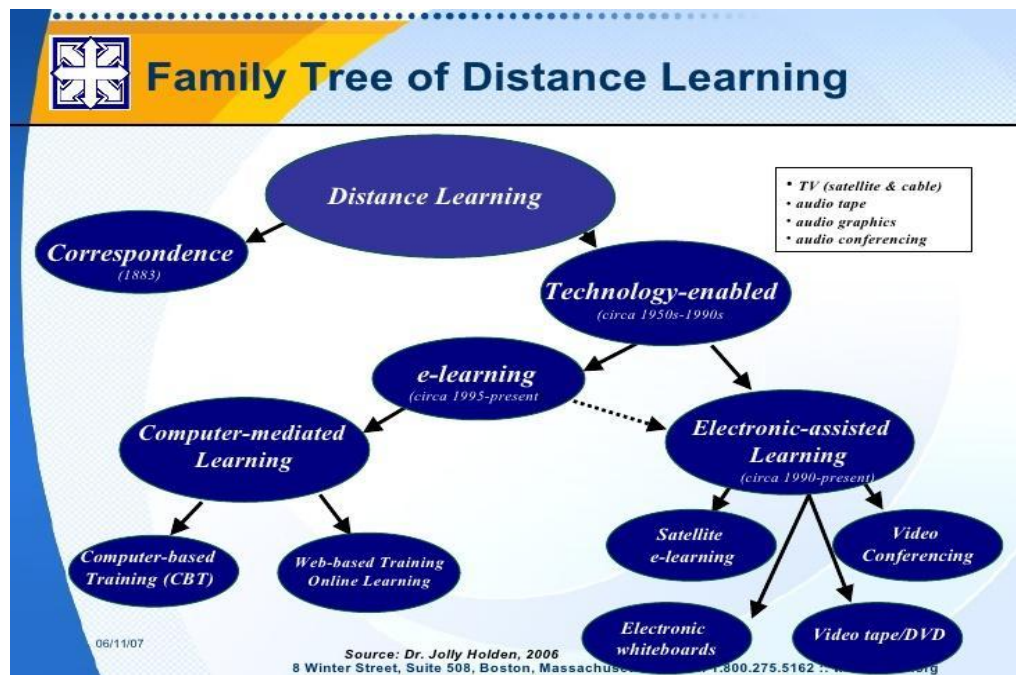 Family Tree of Distance Learning
Distance Learning
• TV (satellite & cable)
• audio tape
• audio graphics
• audio conferencing
Correspondence
(1883)
Technology-enabled
(circa 1950s-1990s
e-learning
(circa 1995-present
Computer-mediated
Learning
Electronic-assisted
Learning
(circa 1990-present)
Computer-based
Training (CBT)
Web-based Training
Online Learning
Satellite
e-learning
Video
Conferencing
Electronic
whiteboards
Video tape/DVD
06/11/07
Source: Dr. Jolly Holden, 2006
8 Winter Street, Suite 508, Boston, 1.800.275.5162 ::